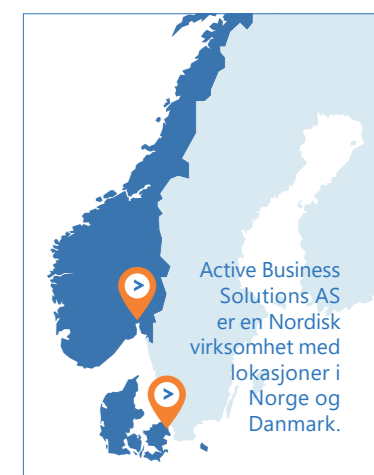 Active Business
Solutions AS
er en Nordisk
virksomhet med
lokasjoner i
Norge og
Danmark.